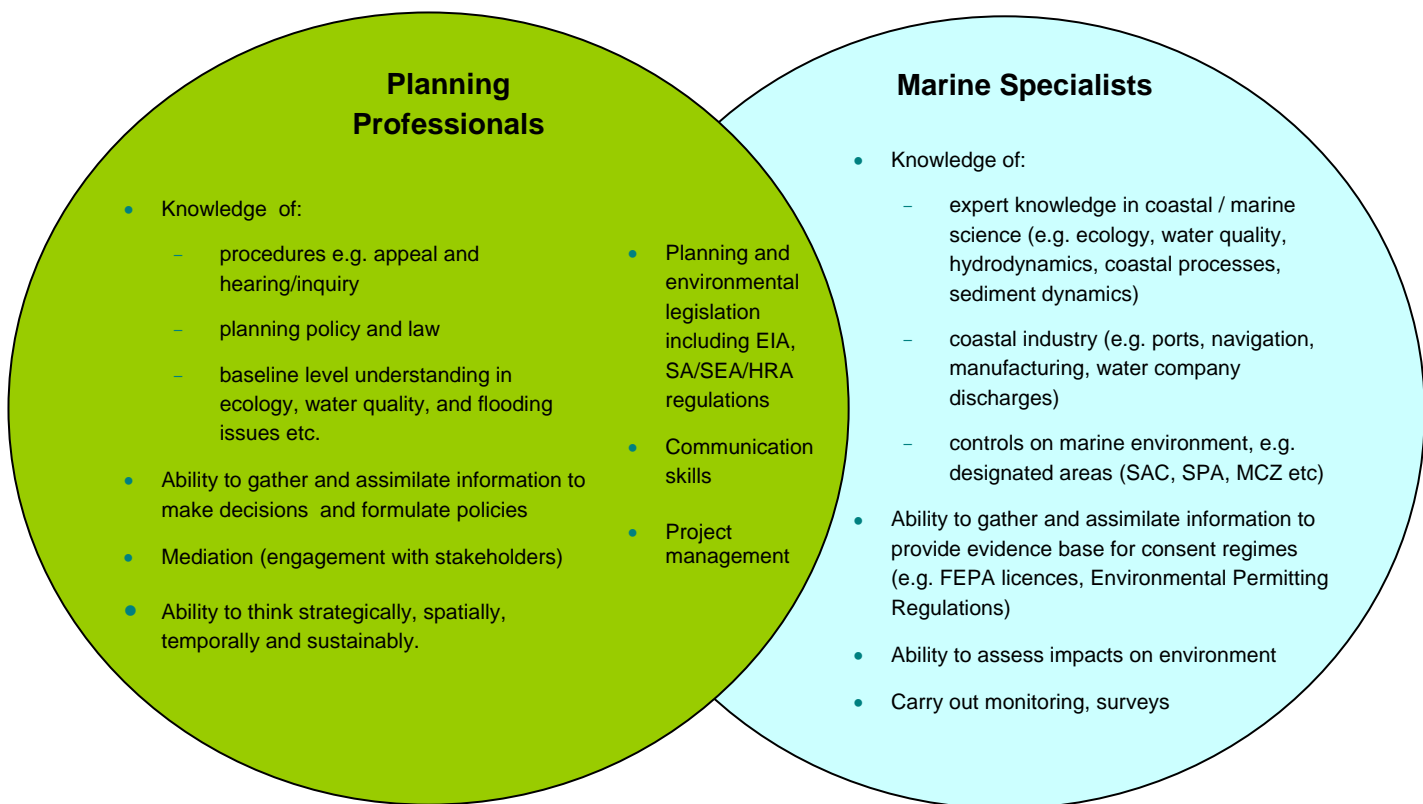 Planning
Professionals
• Knowledge of:
– procedures e.g. appeal and
hearing/inquiry
– planning policy and law
– baseline level understanding in
ecology, water quality, and flooding
issues etc.
• Ability to gather and assimilate information to
make decisions and formulate policies
• Mediation (engagement with stakeholders)
• Ability to think strategically, spatially,
temporally and sustainably.
• Planning and
environmental
legislation
including EIA,
SA/SEA/HRA
regulations
• Communication
skills
• Project
management
Marine Specialists
• Knowledge of:
– expert knowledge in coastal / marine
science (e.g. ecology, water quality,
hydrodynamics, coastal processes,
sediment dynamics)
– coastal industry (e.g. ports, navigation,
manufacturing, water company
discharges)
– controls on marine environment, e.g.
designated areas (SAC, SPA, MCZ etc)
• Ability to gather and assimilate information to
provide evidence base for consent regimes
(e.g. FEPA licences, Environmental Permitting
Regulations)
• Ability to assess impacts on environment
• Carry out monitoring, surveys